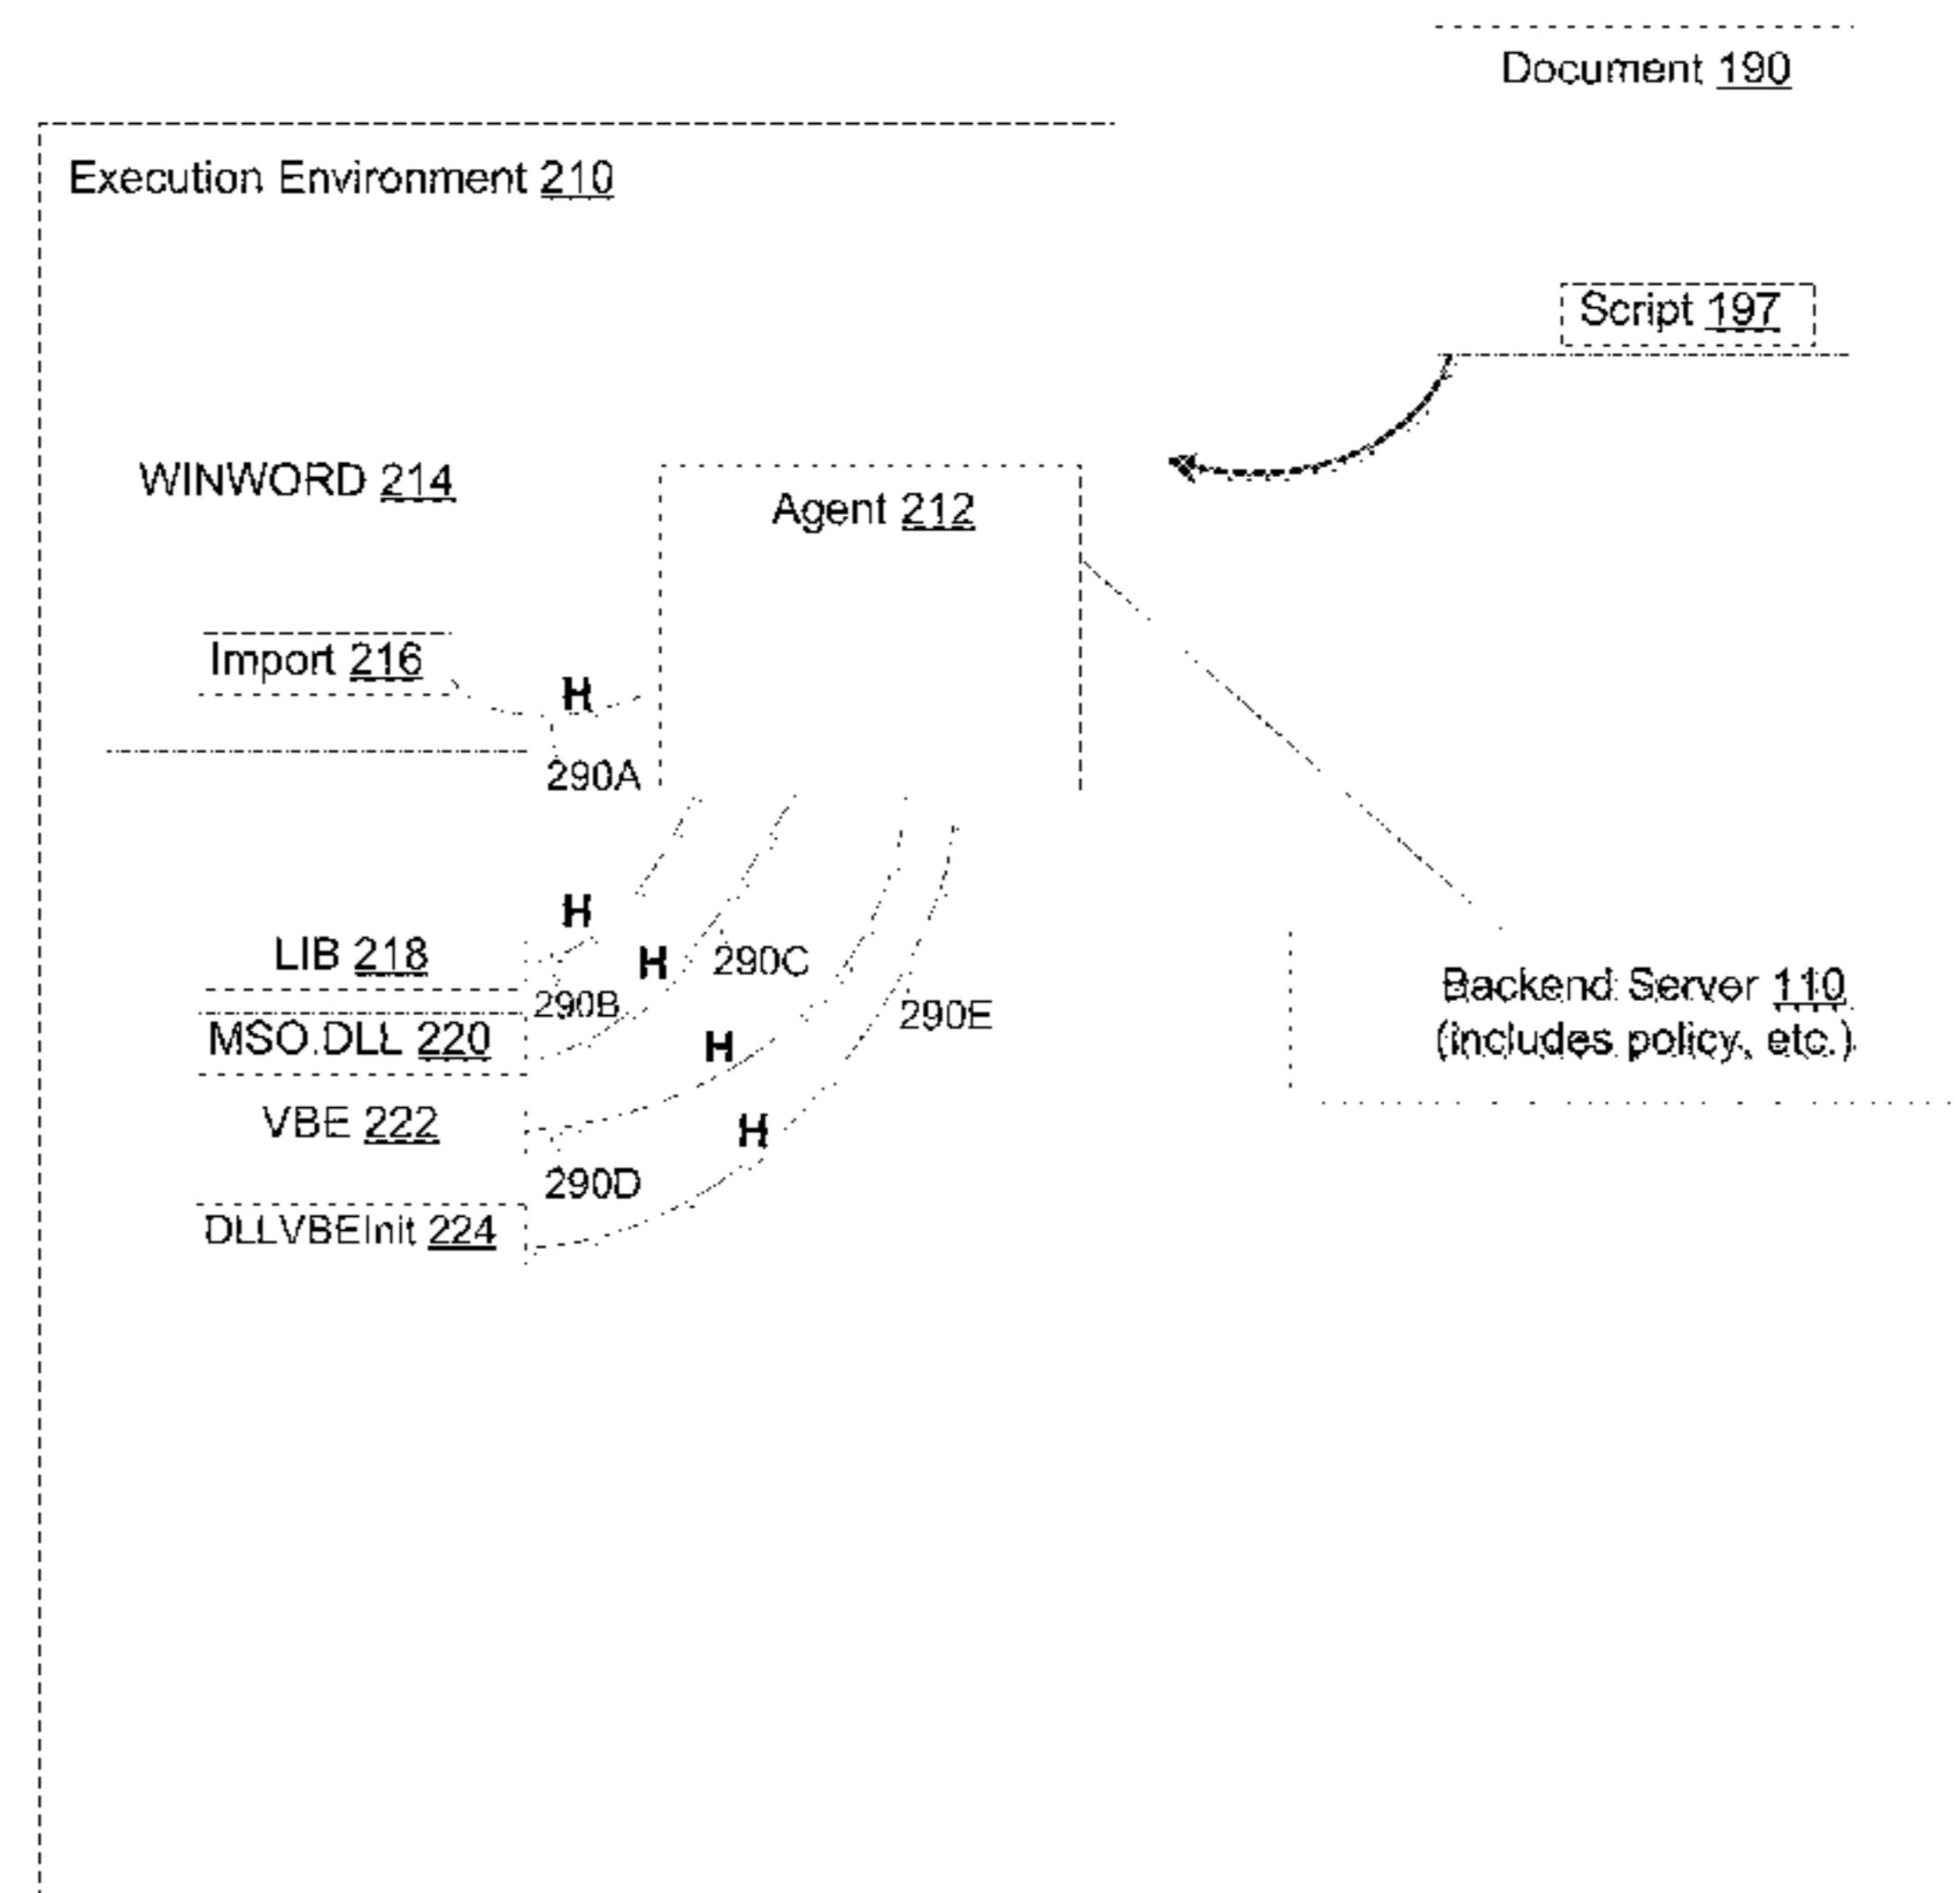 Document 190
Execution Environment 210
Script 197
WINWORD 214
Agent 212
Import 216
H
290A
H
LIB 218
H
290C
290B
290E
Backend Server 110
(includes policy, etc.)
MSO.DLL 220
H
VBE 222
H
290D
DLLVBEInit 224